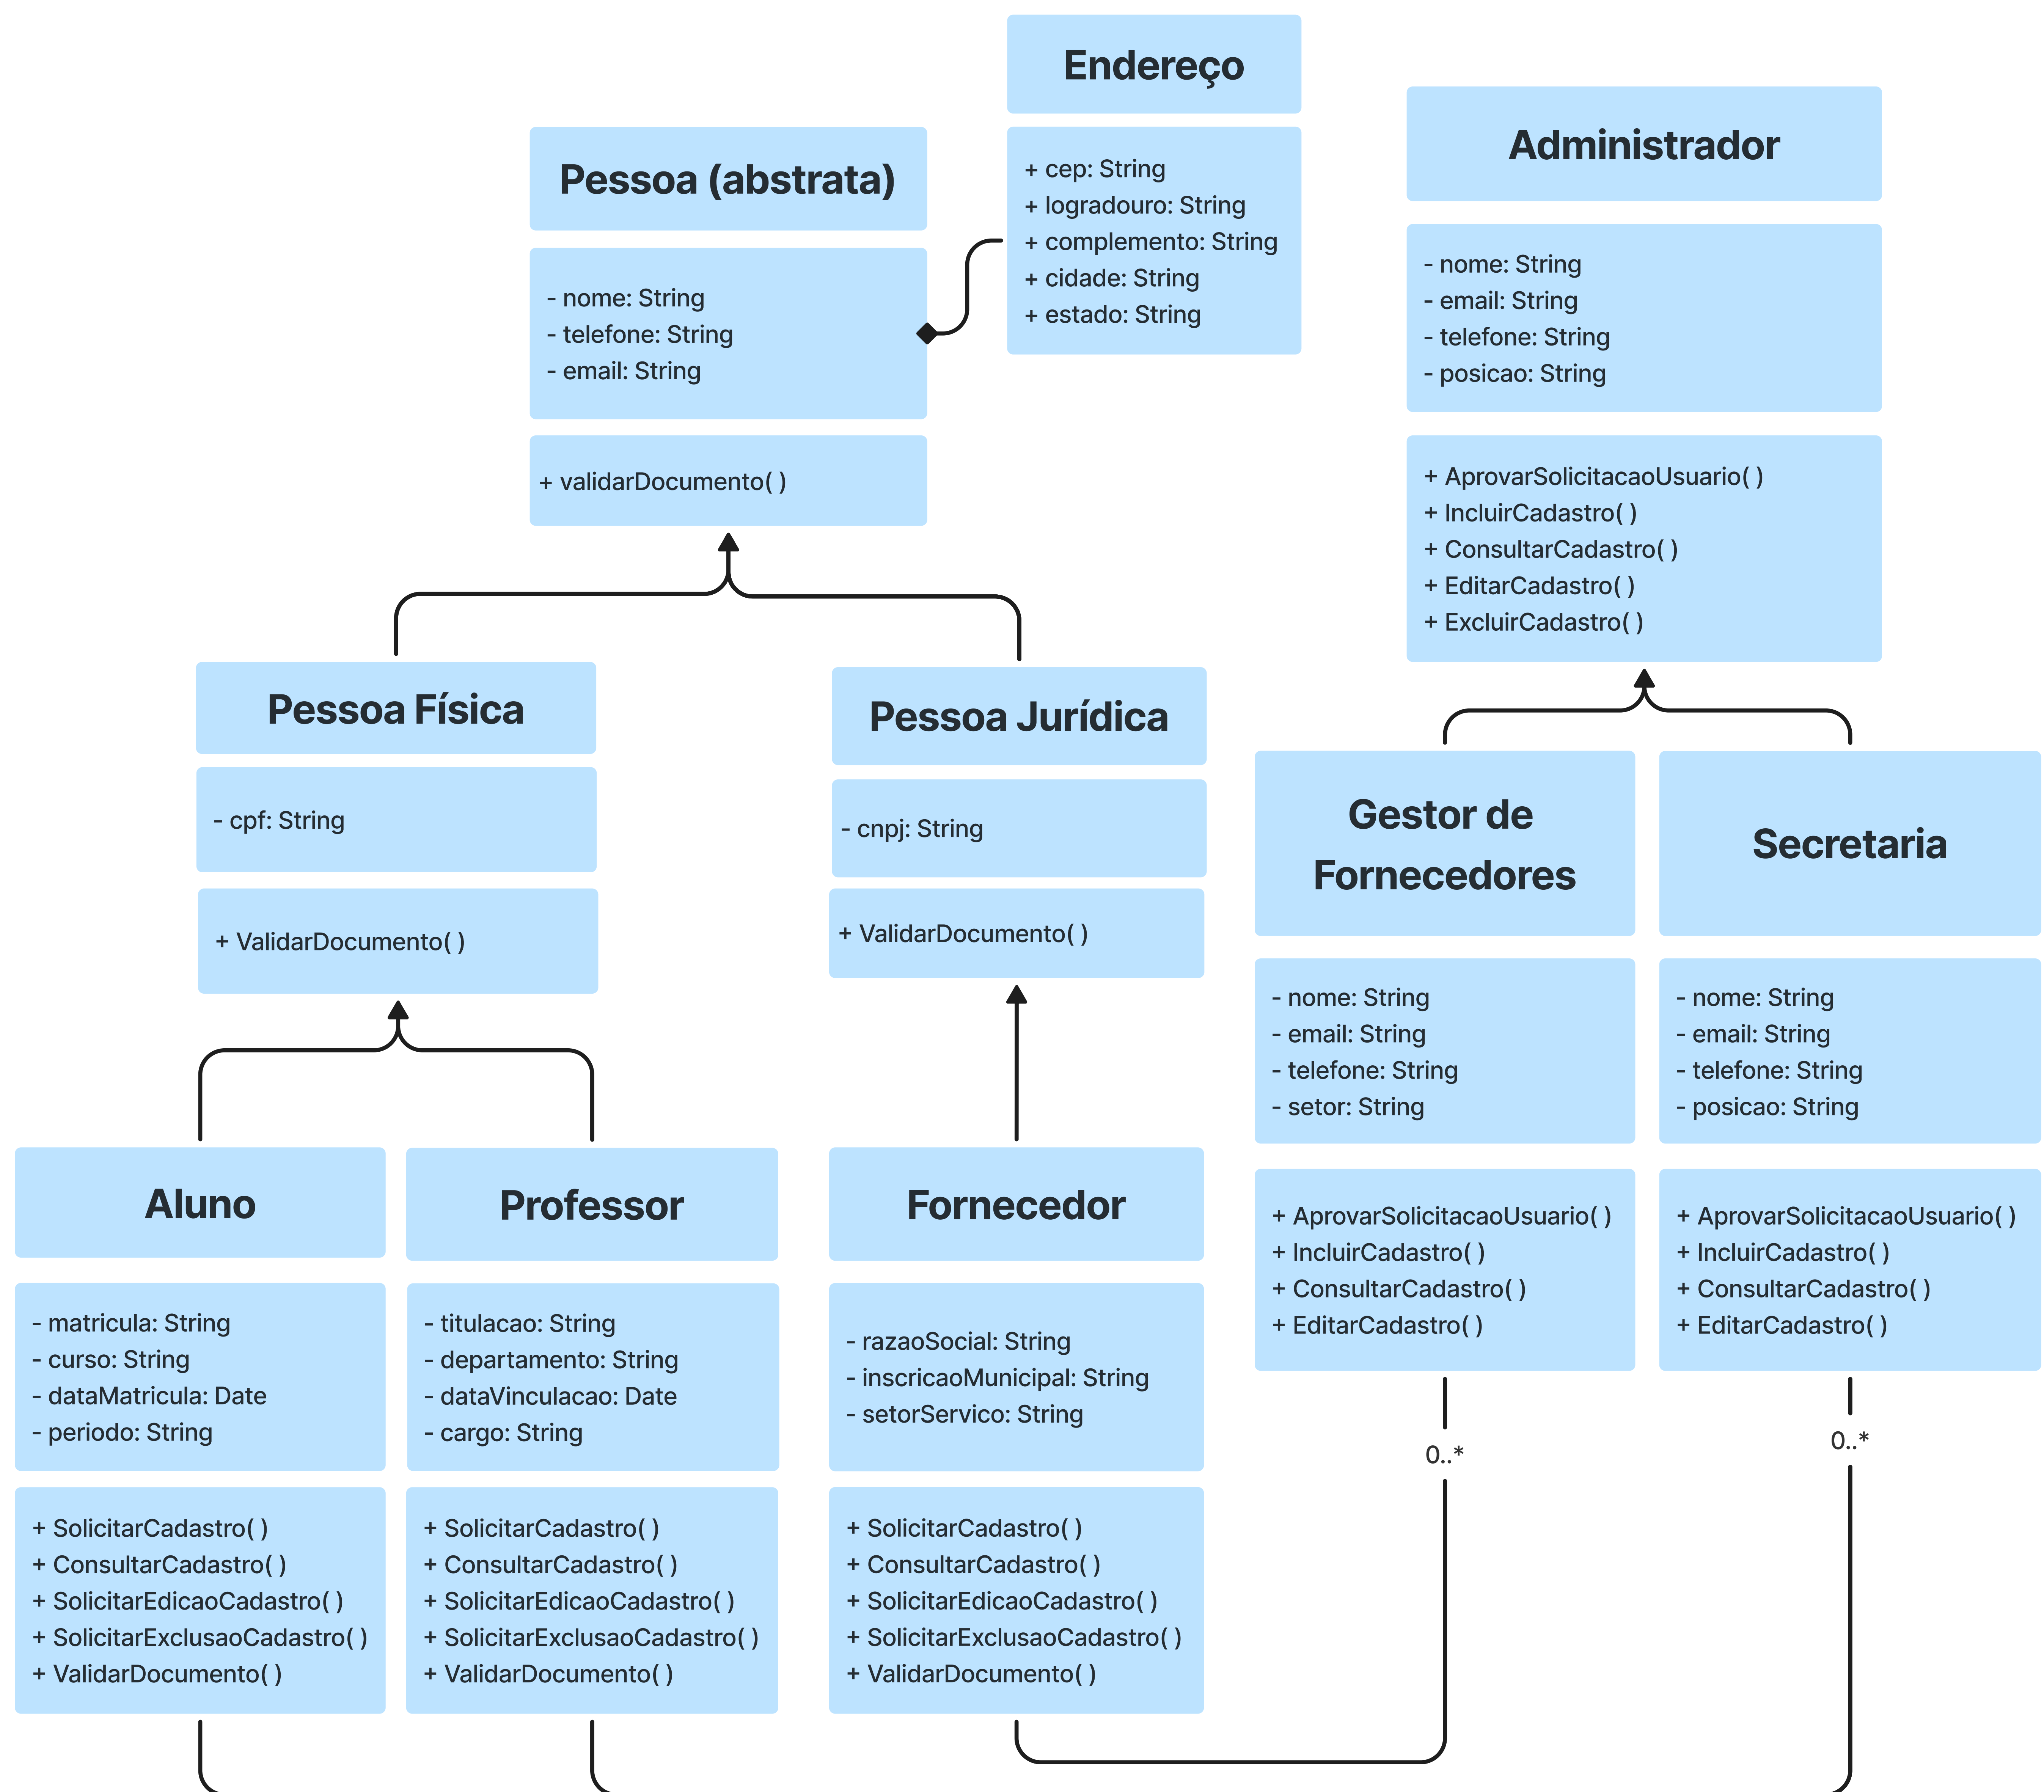 Endereço
+ cep: String
+ logradouro: String
+ complemento: String
+ cidade: String
+ estado: String
Pessoa (abstrata)
- nome: String
- telefone: String
- email: String
+ validarDocumento( )
Administrador
- nome: String
- email: String
- telefone: String
- posicao: String
+ AprovarSolicitacaoUsuario( )
+ IncluirCadastro( )
+ ConsultarCadastro( )
+ EditarCadastro( )
+ ExcluirCadastro( )
Pessoa Física
- cpf: String
+ ValidarDocumento( )
Pessoa Jurídica
- cnpj: String
+ ValidarDocumento( )
Gestor de
Fornecedores
- nome: String
- email: String
- telefone: String
- setor: String
+ AprovarSolicitacaoUsuario( )
+ IncluirCadastro( )
+ ConsultarCadastro( )
+ EditarCadastro( )
0..*
Secretaria
- nome: String
- email: String
- telefone: String
- posicao: String
+ AprovarSolicitacaoUsuario( )
+ IncluirCadastro( )
+ ConsultarCadastro( )
+ EditarCadastro( )
0..*
Aluno
- matricula: String
- curso: String
- dataMatricula: Date
- periodo: String
+ SolicitarCadastro( )
+ ConsultarCadastro( )
+ SolicitarEdicaoCadastro( )
+ SolicitarExclusaoCadastro( )
+ ValidarDocumento( )
Professor
- titulacao: String
- departamento: String
- dataVinculacao: Date
- cargo: String
+ SolicitarCadastro( )
+ ConsultarCadastro( )
+ SolicitarEdicaoCadastro( )
+ SolicitarExclusaoCadastro( )
+ ValidarDocumento( )
Fornecedor
- razaoSocial: String
- inscricaoMunicipal: String
- setorServico: String
+ SolicitarCadastro( )
+ ConsultarCadastro( )
+ SolicitarEdicaoCadastro( )
+ SolicitarExclusaoCadastro( )
+ ValidarDocumento( )